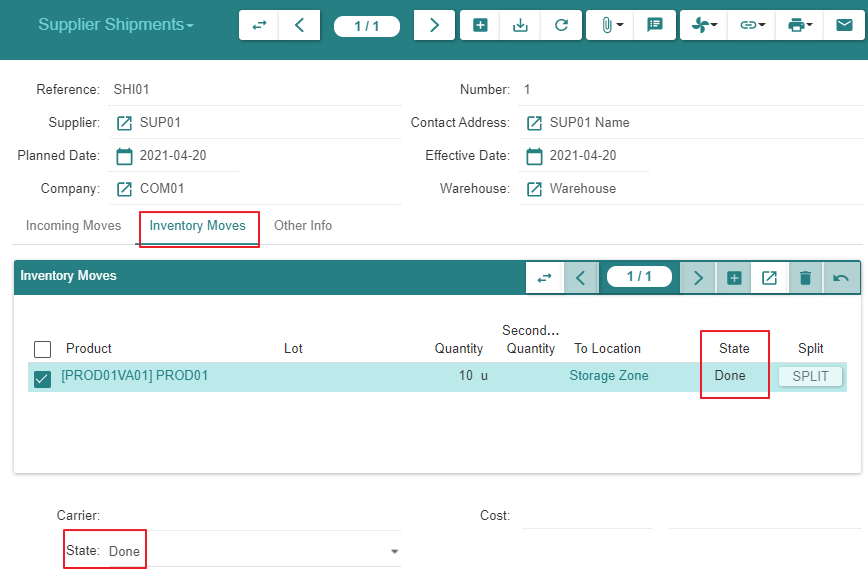 Supplier Shipments
1 / 1
Reference: SHI01 Number: 1
Supplier: SUP01 Contact Address: SUP01 Name
Planned Date: 2021-04-20 Effective Date: 2021-04-20
Company: COM01 Warehouse: Warehouse
Incoming Moves Inventory Moves Other Info
Inventory Moves 1 / 1
Product Lot Quantity Second... Quantity To Location State Split
[PROD01VA01] PROD01 10 u Storage Zone Done SPLIT
Carrier: Cost:
State: Done